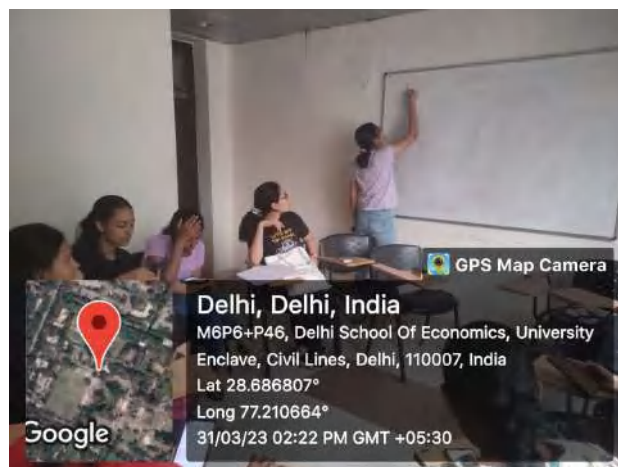 GPS Map Camera
Delhi, Delhi, India
M6P6+P46, Delhi School Of Economics, University
Enclave, Civil Lines, Delhi, 110007, India
Lat 28.686807°
Long 77.210664°
31/03/23 02:22 PM GMT +05:30
Google